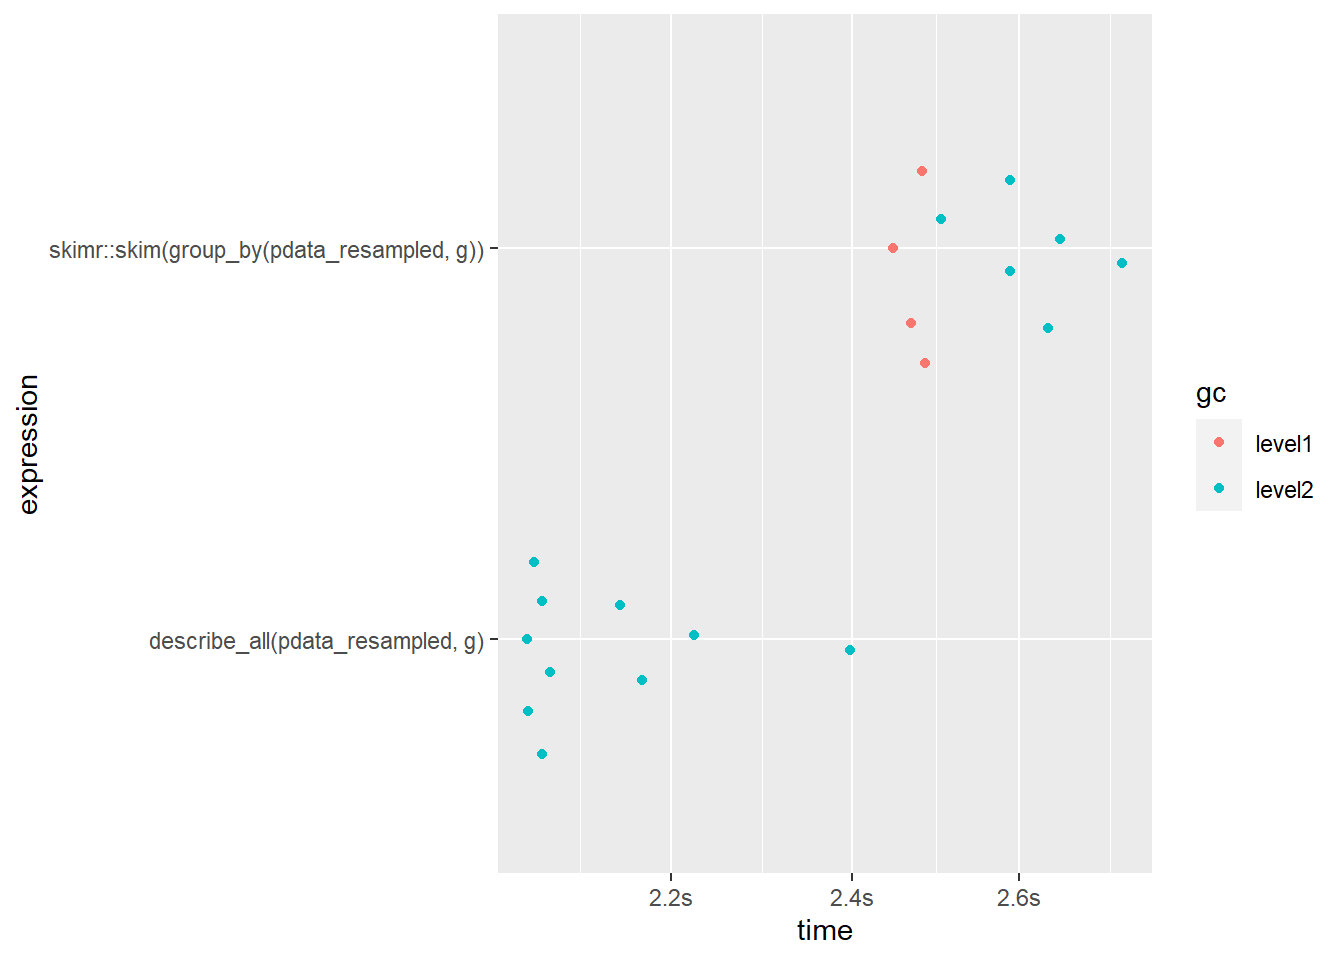 skimr::skim(group_by(pdata_resampled, g))
describe_all(pdata_resampled, g)
expression
2.2s
2.4s
2.6s
time
gc
level1
level2